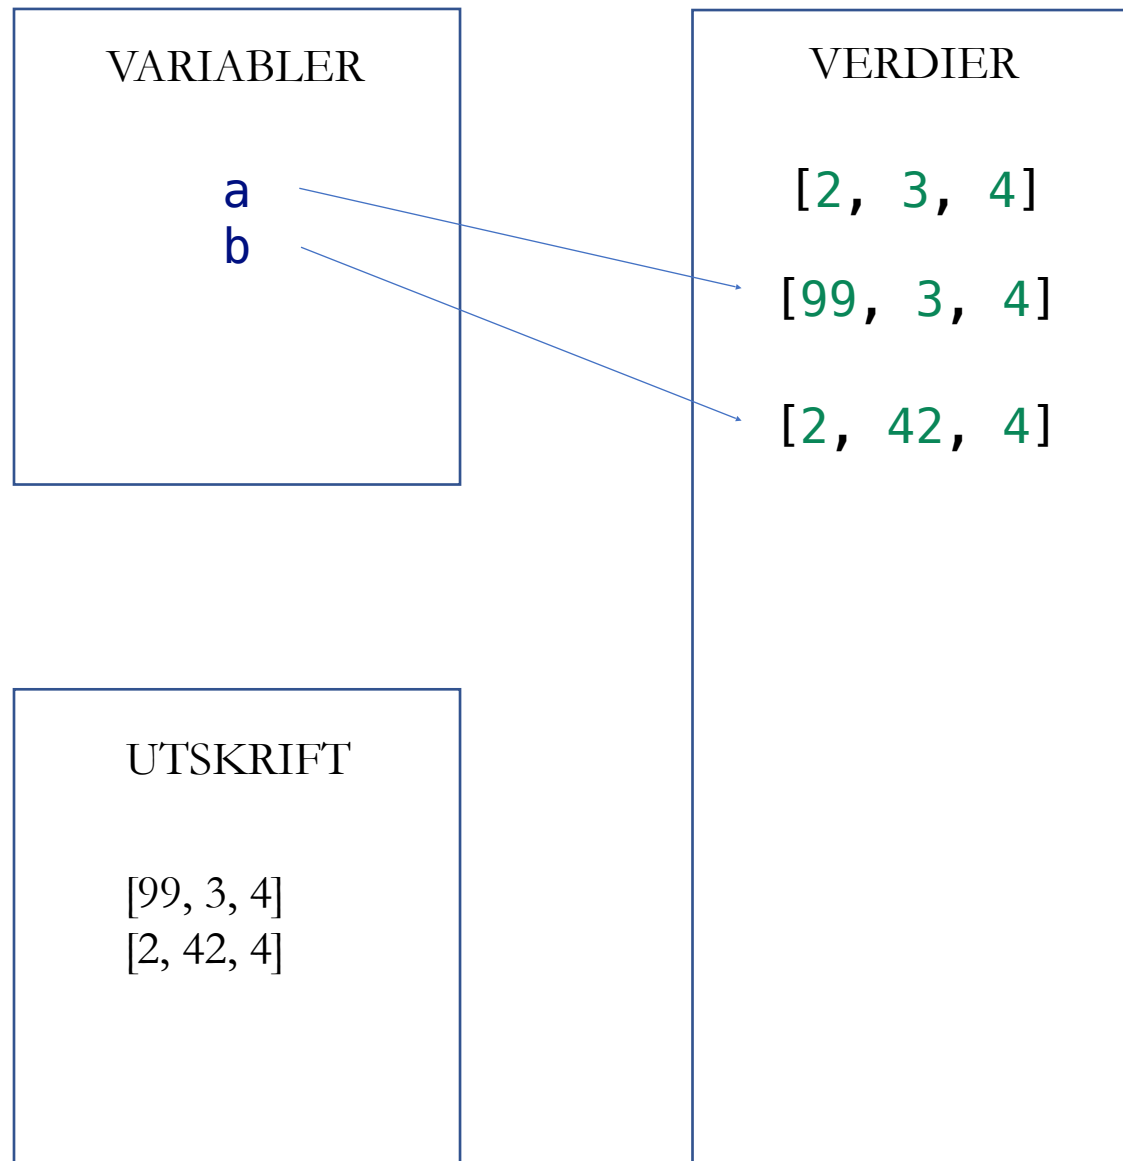 VARIABLER
a
b
VERDIER
[2, 3, 4]
[99, 3, 4]
[2, 42, 4]
UTSKRIFT
[99, 3, 4]
[2, 42, 4]